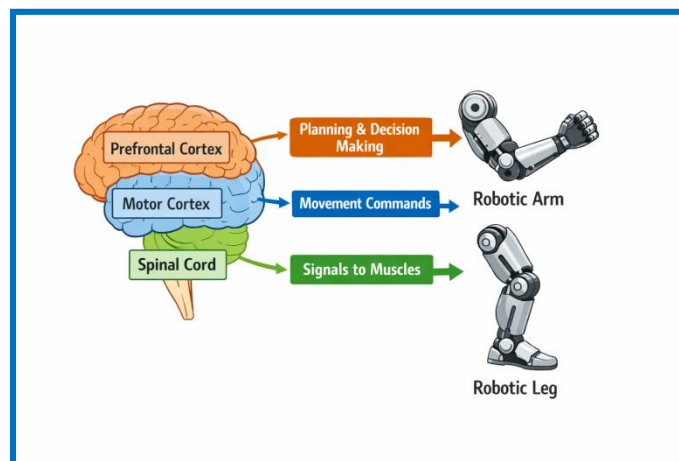 Prefrontal Cortex
Planning & Decision
Making
Motor Cortex
Movement Commands
Robotic Arm
Spinal Cord
Signals to Muscles
Robotic Leg